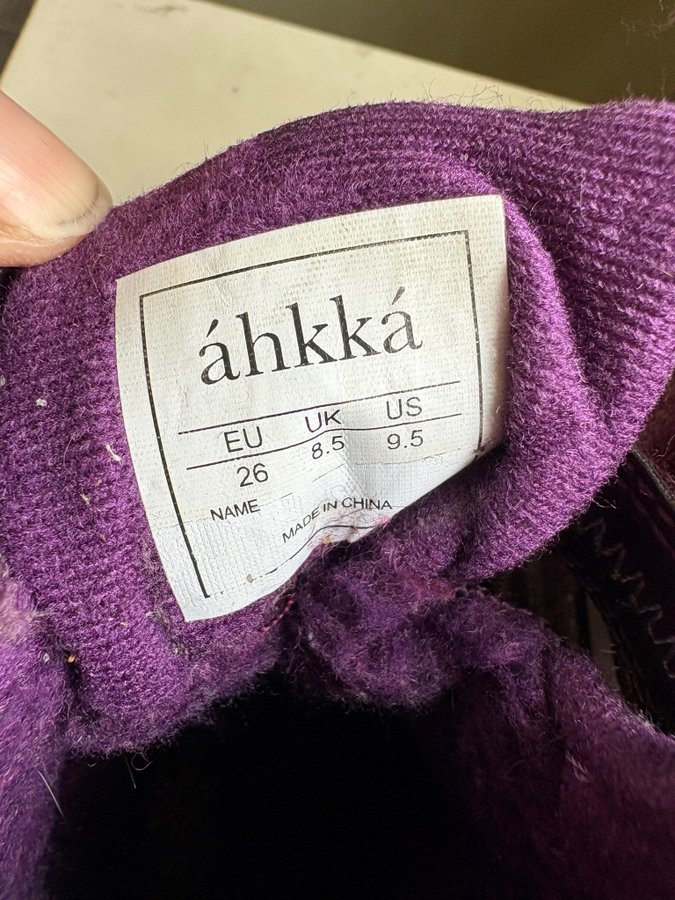 áhkká
EU UK US
26 8.5 9.5
NAME
MADE IN CHINA